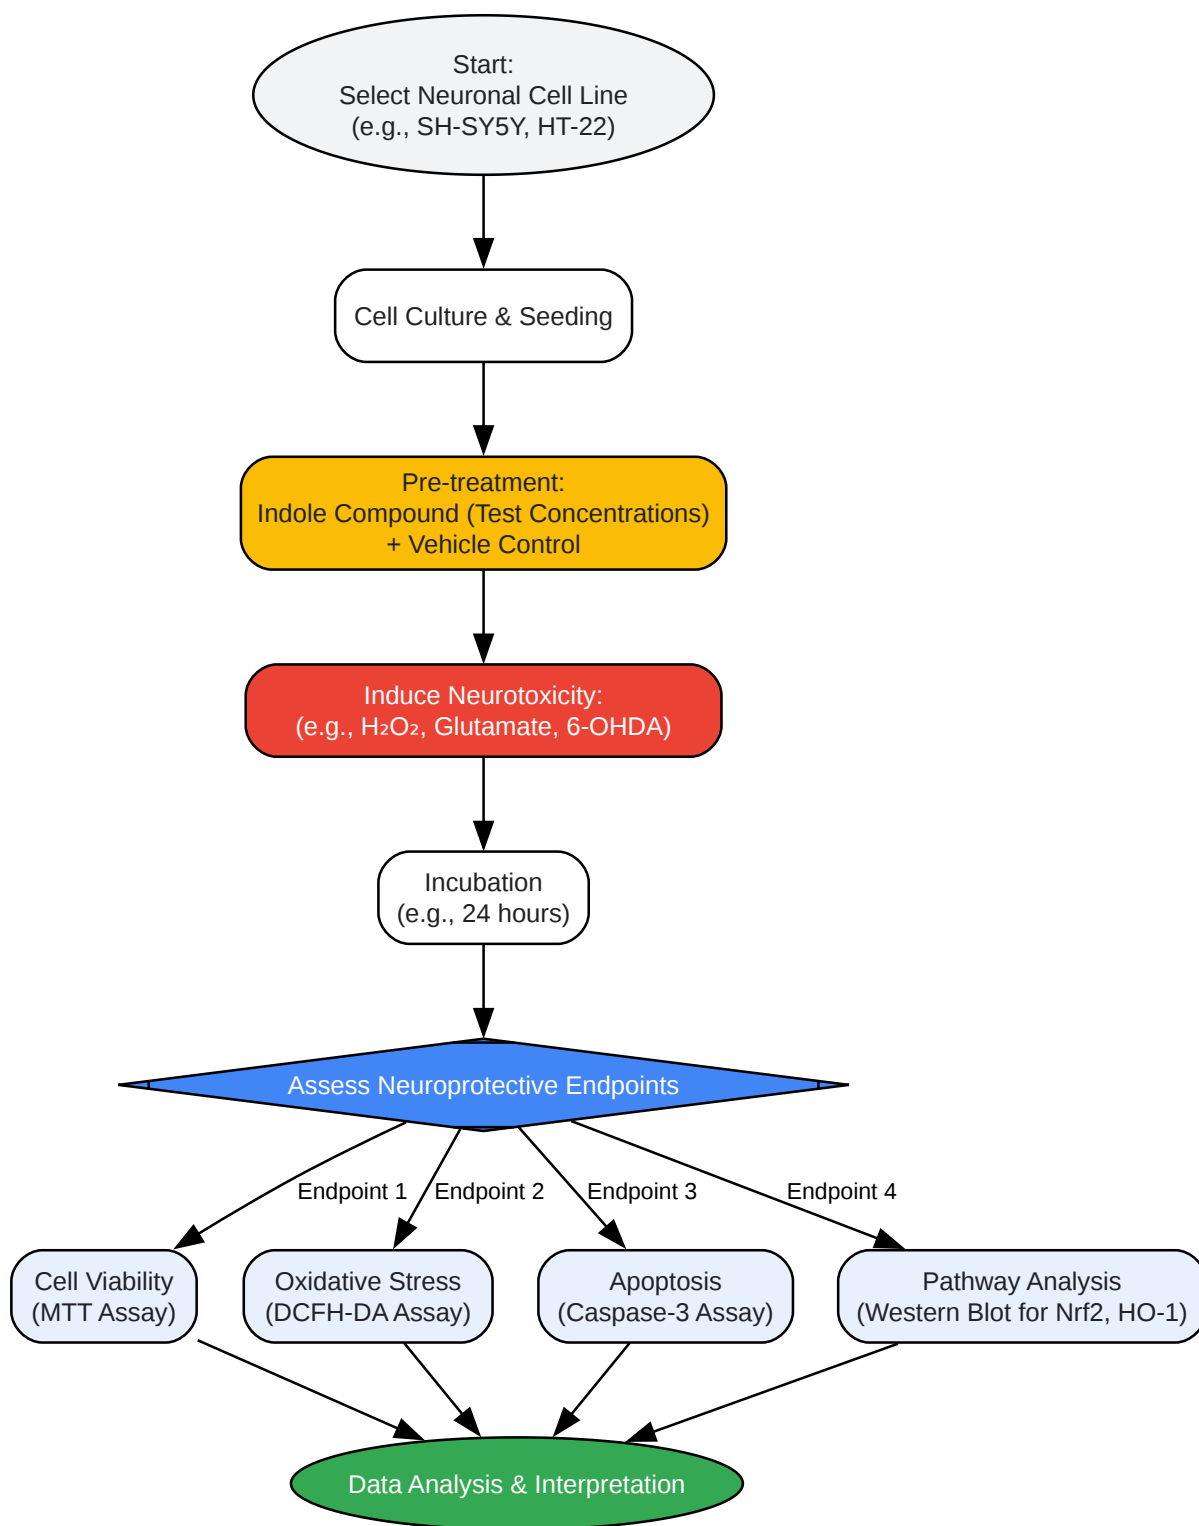 Start:
Select Neuronal Cell Line
(e.g., SH-SY5Y, HT-22)
Cell Culture & Seeding
Pre-treatment:
Indole Compound (Test Concentrations)
+ Vehicle Control
Induce Neurotoxicity:
(e.g., H₂O₂, Glutamate, 6-OHDA)
Incubation
(e.g., 24 hours)
Assess Neuroprotective Endpoints
Endpoint 1
Endpoint 2
Endpoint 3
Endpoint 4
Cell Viability
(MTT Assay)
Oxidative Stress
(DCFH-DA Assay)
Apoptosis
(Caspase-3 Assay)
Pathway Analysis
(Western Blot for Nrf2, HO-1)
Data Analysis & Interpretation